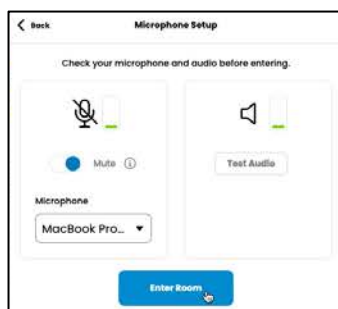 Back
Microphone Setup
Check your microphone and audio before entering.
Mute
Test Audio
Microphone
MacBook Pro...
Enter Room